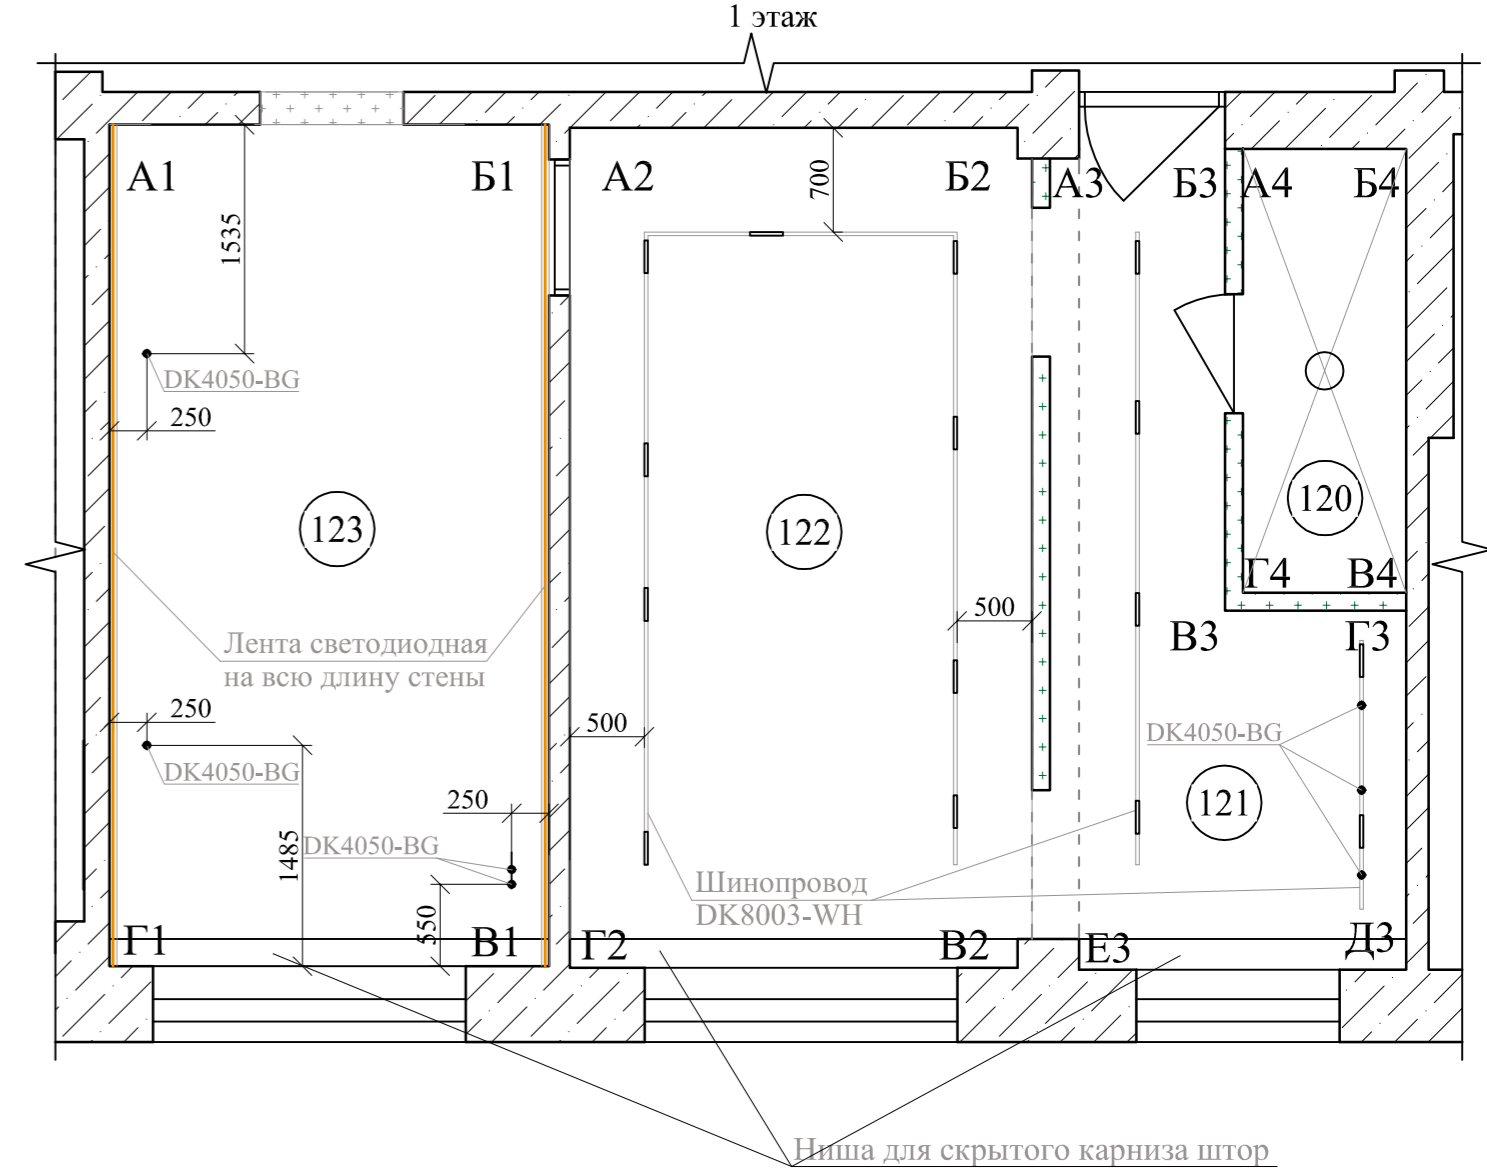 1 этаж
А1
Б1
А2
Б2
А3
Б3
А4
Б4
700
1535
DK4050-BG
250
123
122
120
Г4
В4
500
В3
Г3
Лента светодиодная
на всю длину стены
250
500
DK4050-BG
DK4050-BG
250
121
1485
DK4050-BG
Шинопровод
DK8003-WH
550
Г1
В1
Г2
В2
Е3
Д3
Ниша для скрытого карниза штор